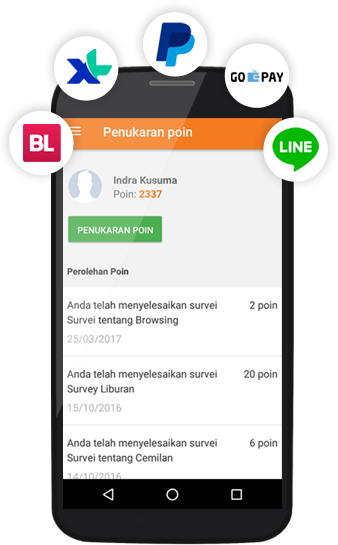 XL
P
GO PAY
BL
LINE
Penukaran poin
Indra Kusuma
Poin: 2337
PENUKARAN POIN
Perolehan Poin
Anda telah menyelesaikan survei 2 poin
Survei tentang Browsing
25/03/2017
Anda telah menyelesaikan survei 20 poin
Survey Liburan
15/10/2016
Anda telah menyelesaikan survei 6 poin
Survei tentang Cemilan
14/10/2016